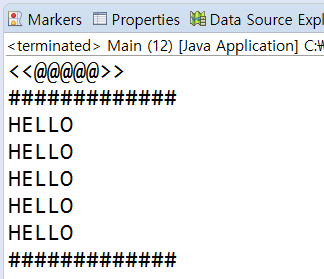 Markers Properties Data Source Expl
<terminated> Main (12) [Java Application] C:₩
<<@@@@@>>
#############
HELLO
HELLO
HELLO
HELLO
HELLO
#############